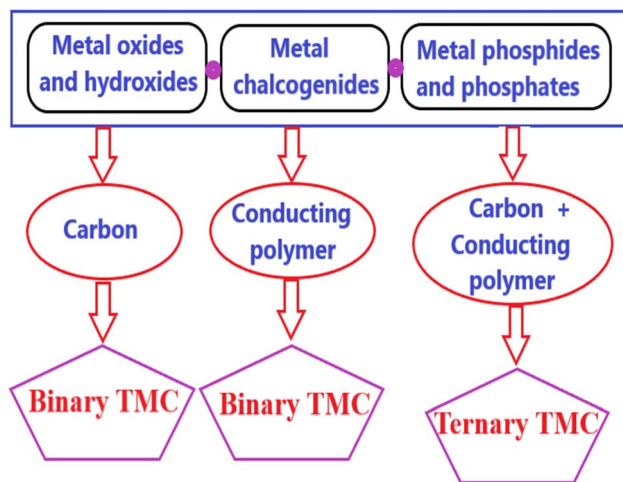 Metal oxides
and hydroxides
Metal
chalcogenides
Metal phosphides
and phosphates
Carbon
Conducting
polymer
Carbon +
Conducting
polymer
Binary TMC
Binary TMC
Ternary TMC